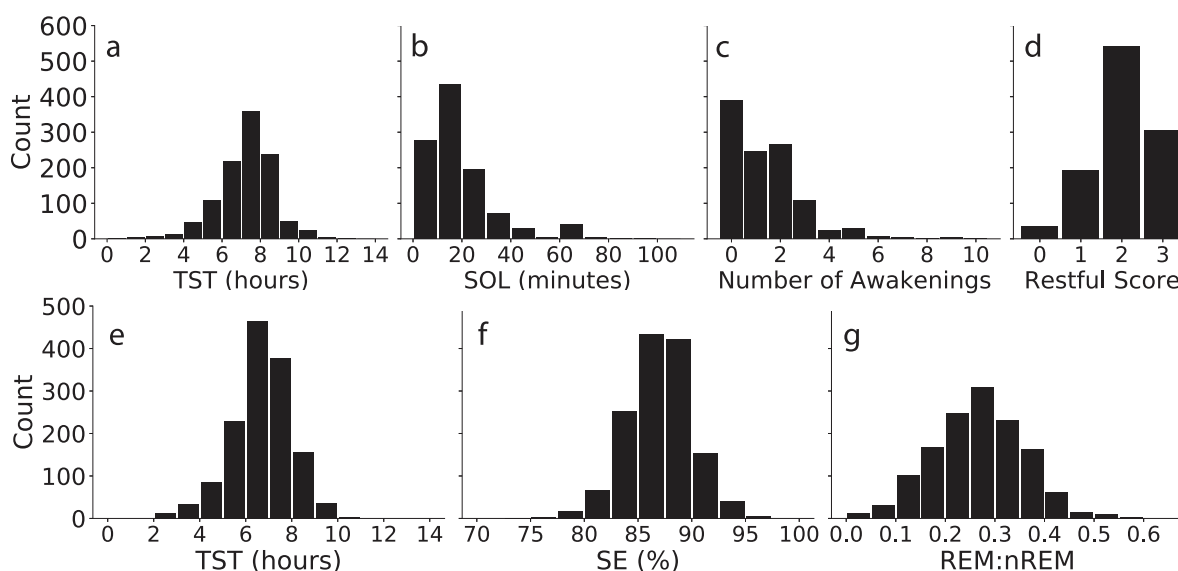 600
500
400
300
200
100
0
Count
a
b
c
d
0 2 4 6 8 10 12 14
0 20 40 60 80 100
0 2 4 6 8 10
0 1 2 3
TST (hours)
SOL (minutes)
Number of Awakenings
Restful Score
500
400
300
200
100
0
Count
e
f
g
0 2 4 6 8 10 12 14
70 75 80 85 90 95 100
0.0 0.1 0.2 0.3 0.4 0.5 0.6
TST (hours)
SE (%)
REM:nREM